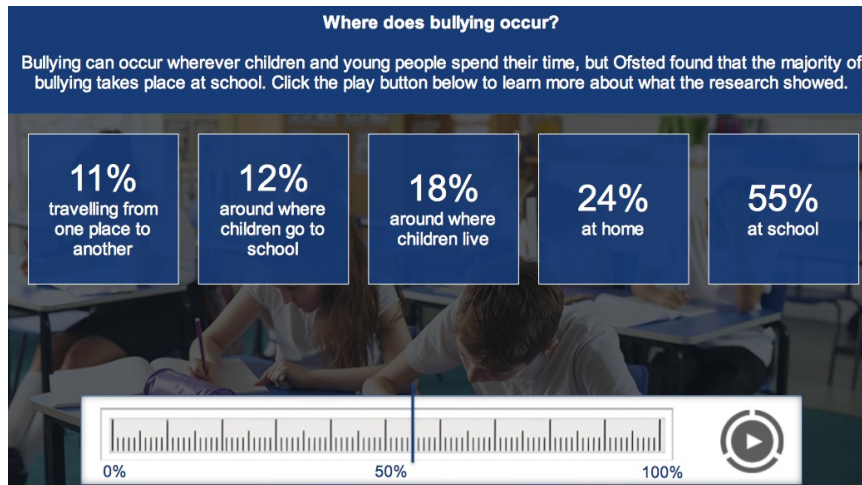 Where does bullying occur?
Bullying can occur wherever children and young people spend their time, but Ofsted found that the majority of
bullying takes place at school. Click the play button below to learn more about what the research showed.
11%
travelling from
one place to
another
12%
around where
children go to
school
18%
around where
children live
24%
at home
55%
at school
0%
50%
100%